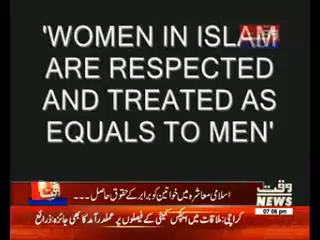 'WOMEN IN ISLAM
ARE RESPECTED
AND TREATED AS
EQUALS TO MEN'
AM
اسلامی معاشرہ میں خواتین کو برابر کے حقوق حاصل ۔۔۔
وقت
NEWS
کراچی: ملاقات میں اپیکس کمیٹی کے فیصلوں پر عملدرآمد کا بھی جائزہ: ذرائع
07:06 pm